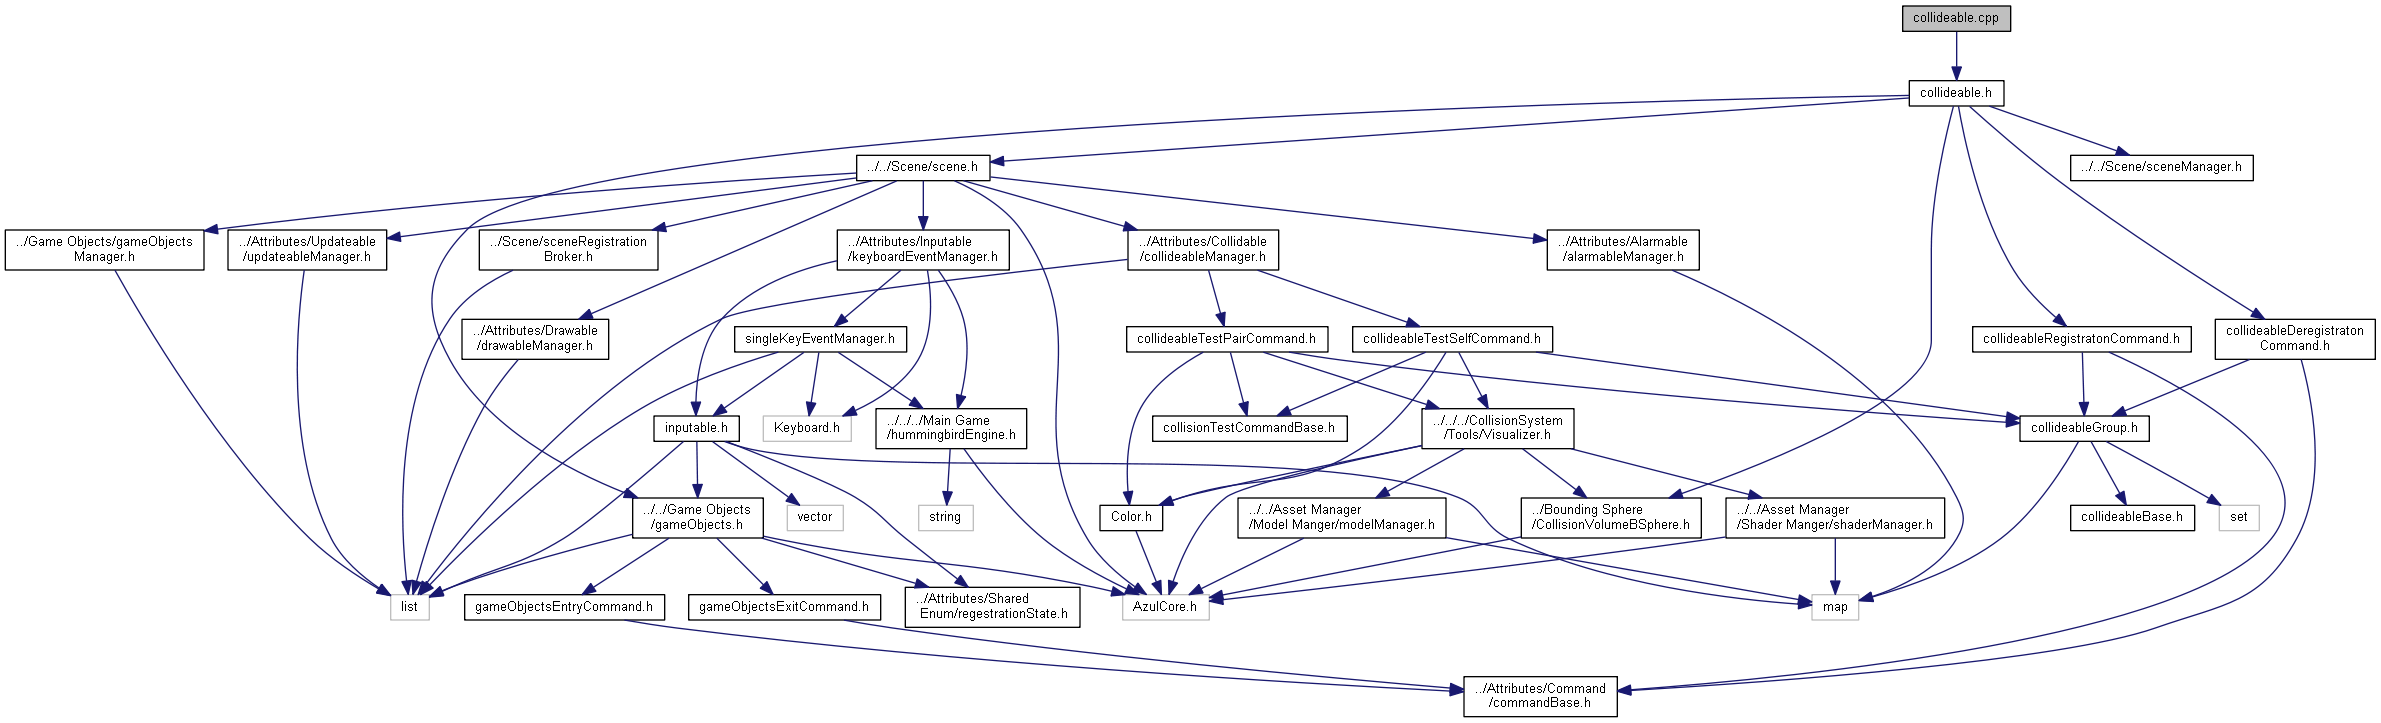 collideable.cpp
collideable.h
../../Scene/scene.h
../../Scene/sceneManager.h
../Game Objects/gameObjects
Manager.h
../Attributes/Updateable
/updateableManager.h
../Scene/sceneRegistration
Broker.h
../Attributes/Inputable
/keyboardEventManager.h
../Attributes/Collidable
/collideableManager.h
../Attributes/Alarmable
/alarmableManager.h
../Attributes/Drawable
/drawableManager.h
singleKeyEventManager.h
collideableTestPairCommand.h
collideableTestSelfCommand.h
collideableRegistratonCommand.h
collideableDeregistraton
Command.h
inputable.h
Keyboard.h
../../../Main Game
/hummingbirdEngine.h
collisionTestCommandBase.h
../../../CollisionSystem
/Tools/Visualizer.h
collideableGroup.h
../../Game Objects
/gameObjects.h
vector
string
Color.h
../../Asset Manager
/Model Manger/modelManager.h
../Bounding Sphere
/CollisionVolumeBSphere.h
../../Asset Manager
/Shader Manger/shaderManager.h
collideableBase.h
set
list
gameObjectsEntryCommand.h
gameObjectsExitCommand.h
../Attributes/Shared
Enum/regestrationState.h
AzulCore.h
map
../Attributes/Command
/commandBase.h